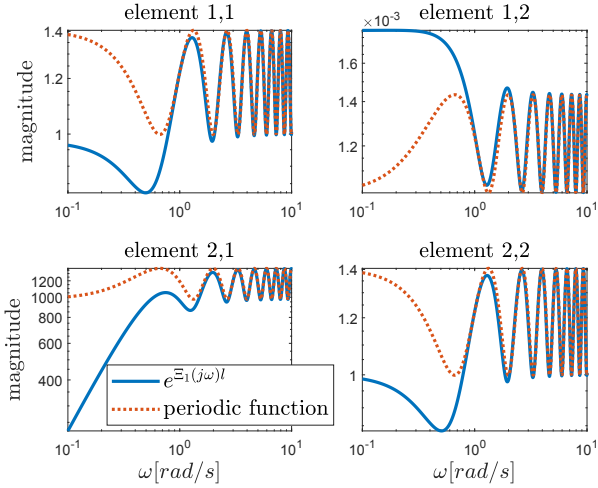 element 1,1
element 1,2
×10⁻³
magnitude
1.4
1.2
1
1.6
1.4
1.2
10⁻¹ 10⁰ 10¹
10⁻¹ 10⁰ 10¹
element 2,1
element 2,2
magnitude
1200
1000
800
600
400
1.4
1.2
1
e^{Ξ₁(jω)l}
periodic function
10⁻¹ 10⁰ 10¹
10⁻¹ 10⁰ 10¹
ω[rad/s]
ω[rad/s]